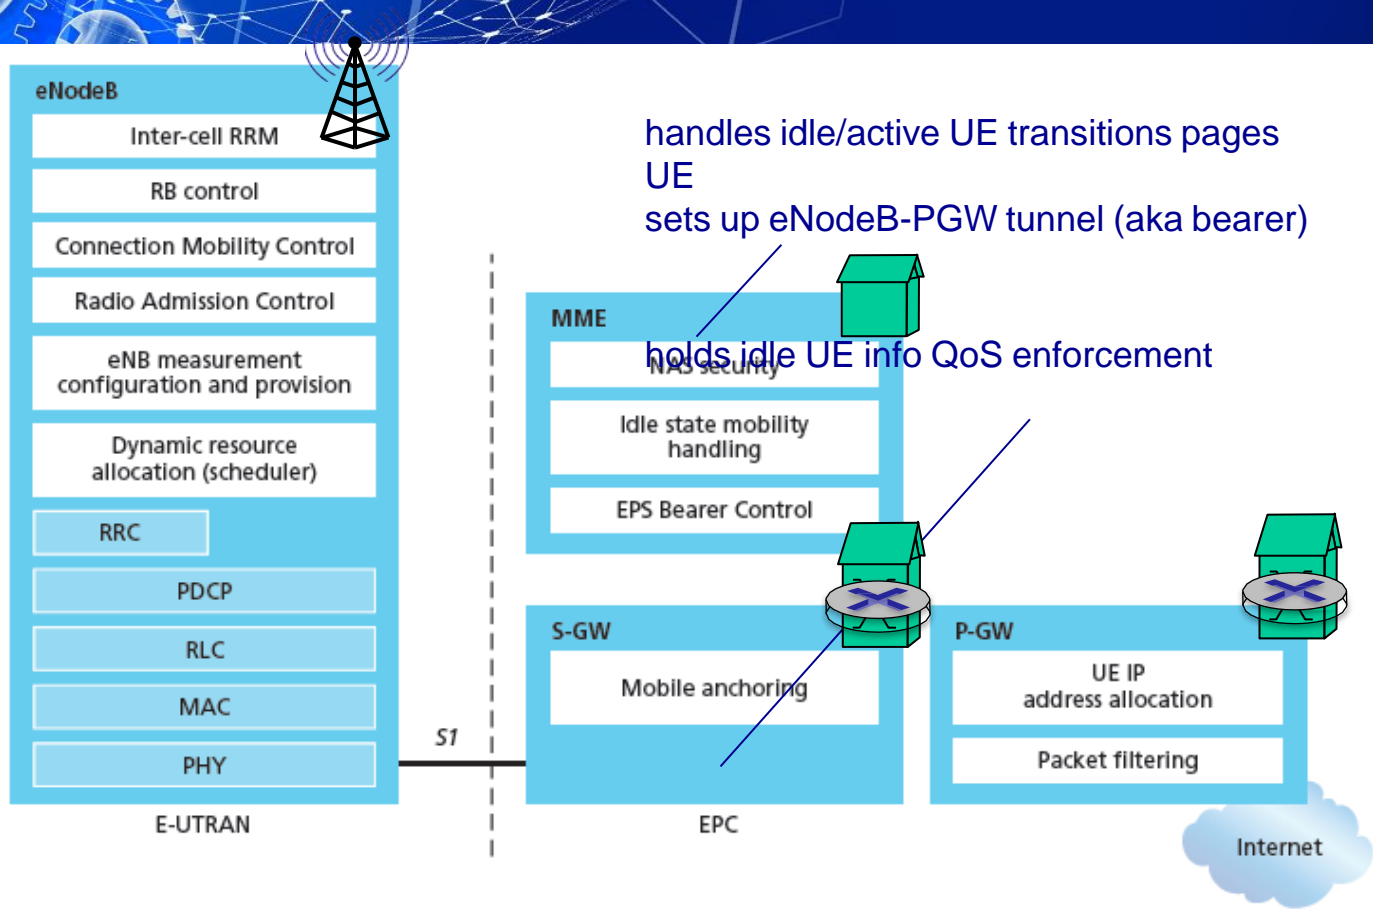 eNodeB
Inter-cell RRM
RB control
Connection Mobility Control
Radio Admission Control
eNB measurement
configuration and provision
Dynamic resource
allocation (scheduler)
RRC
PDCP
RLC
MAC
PHY
E-UTRAN
S1
handles idle/active UE transitions pages
UE
sets up eNodeB-PGW tunnel (aka bearer)
MME
holds idle UE info QoS enforcement
NAS security
Idle state mobility
handling
EPS Bearer Control
S-GW
Mobile anchoring
EPC
P-GW
UE IP
address allocation
Packet filtering
Internet